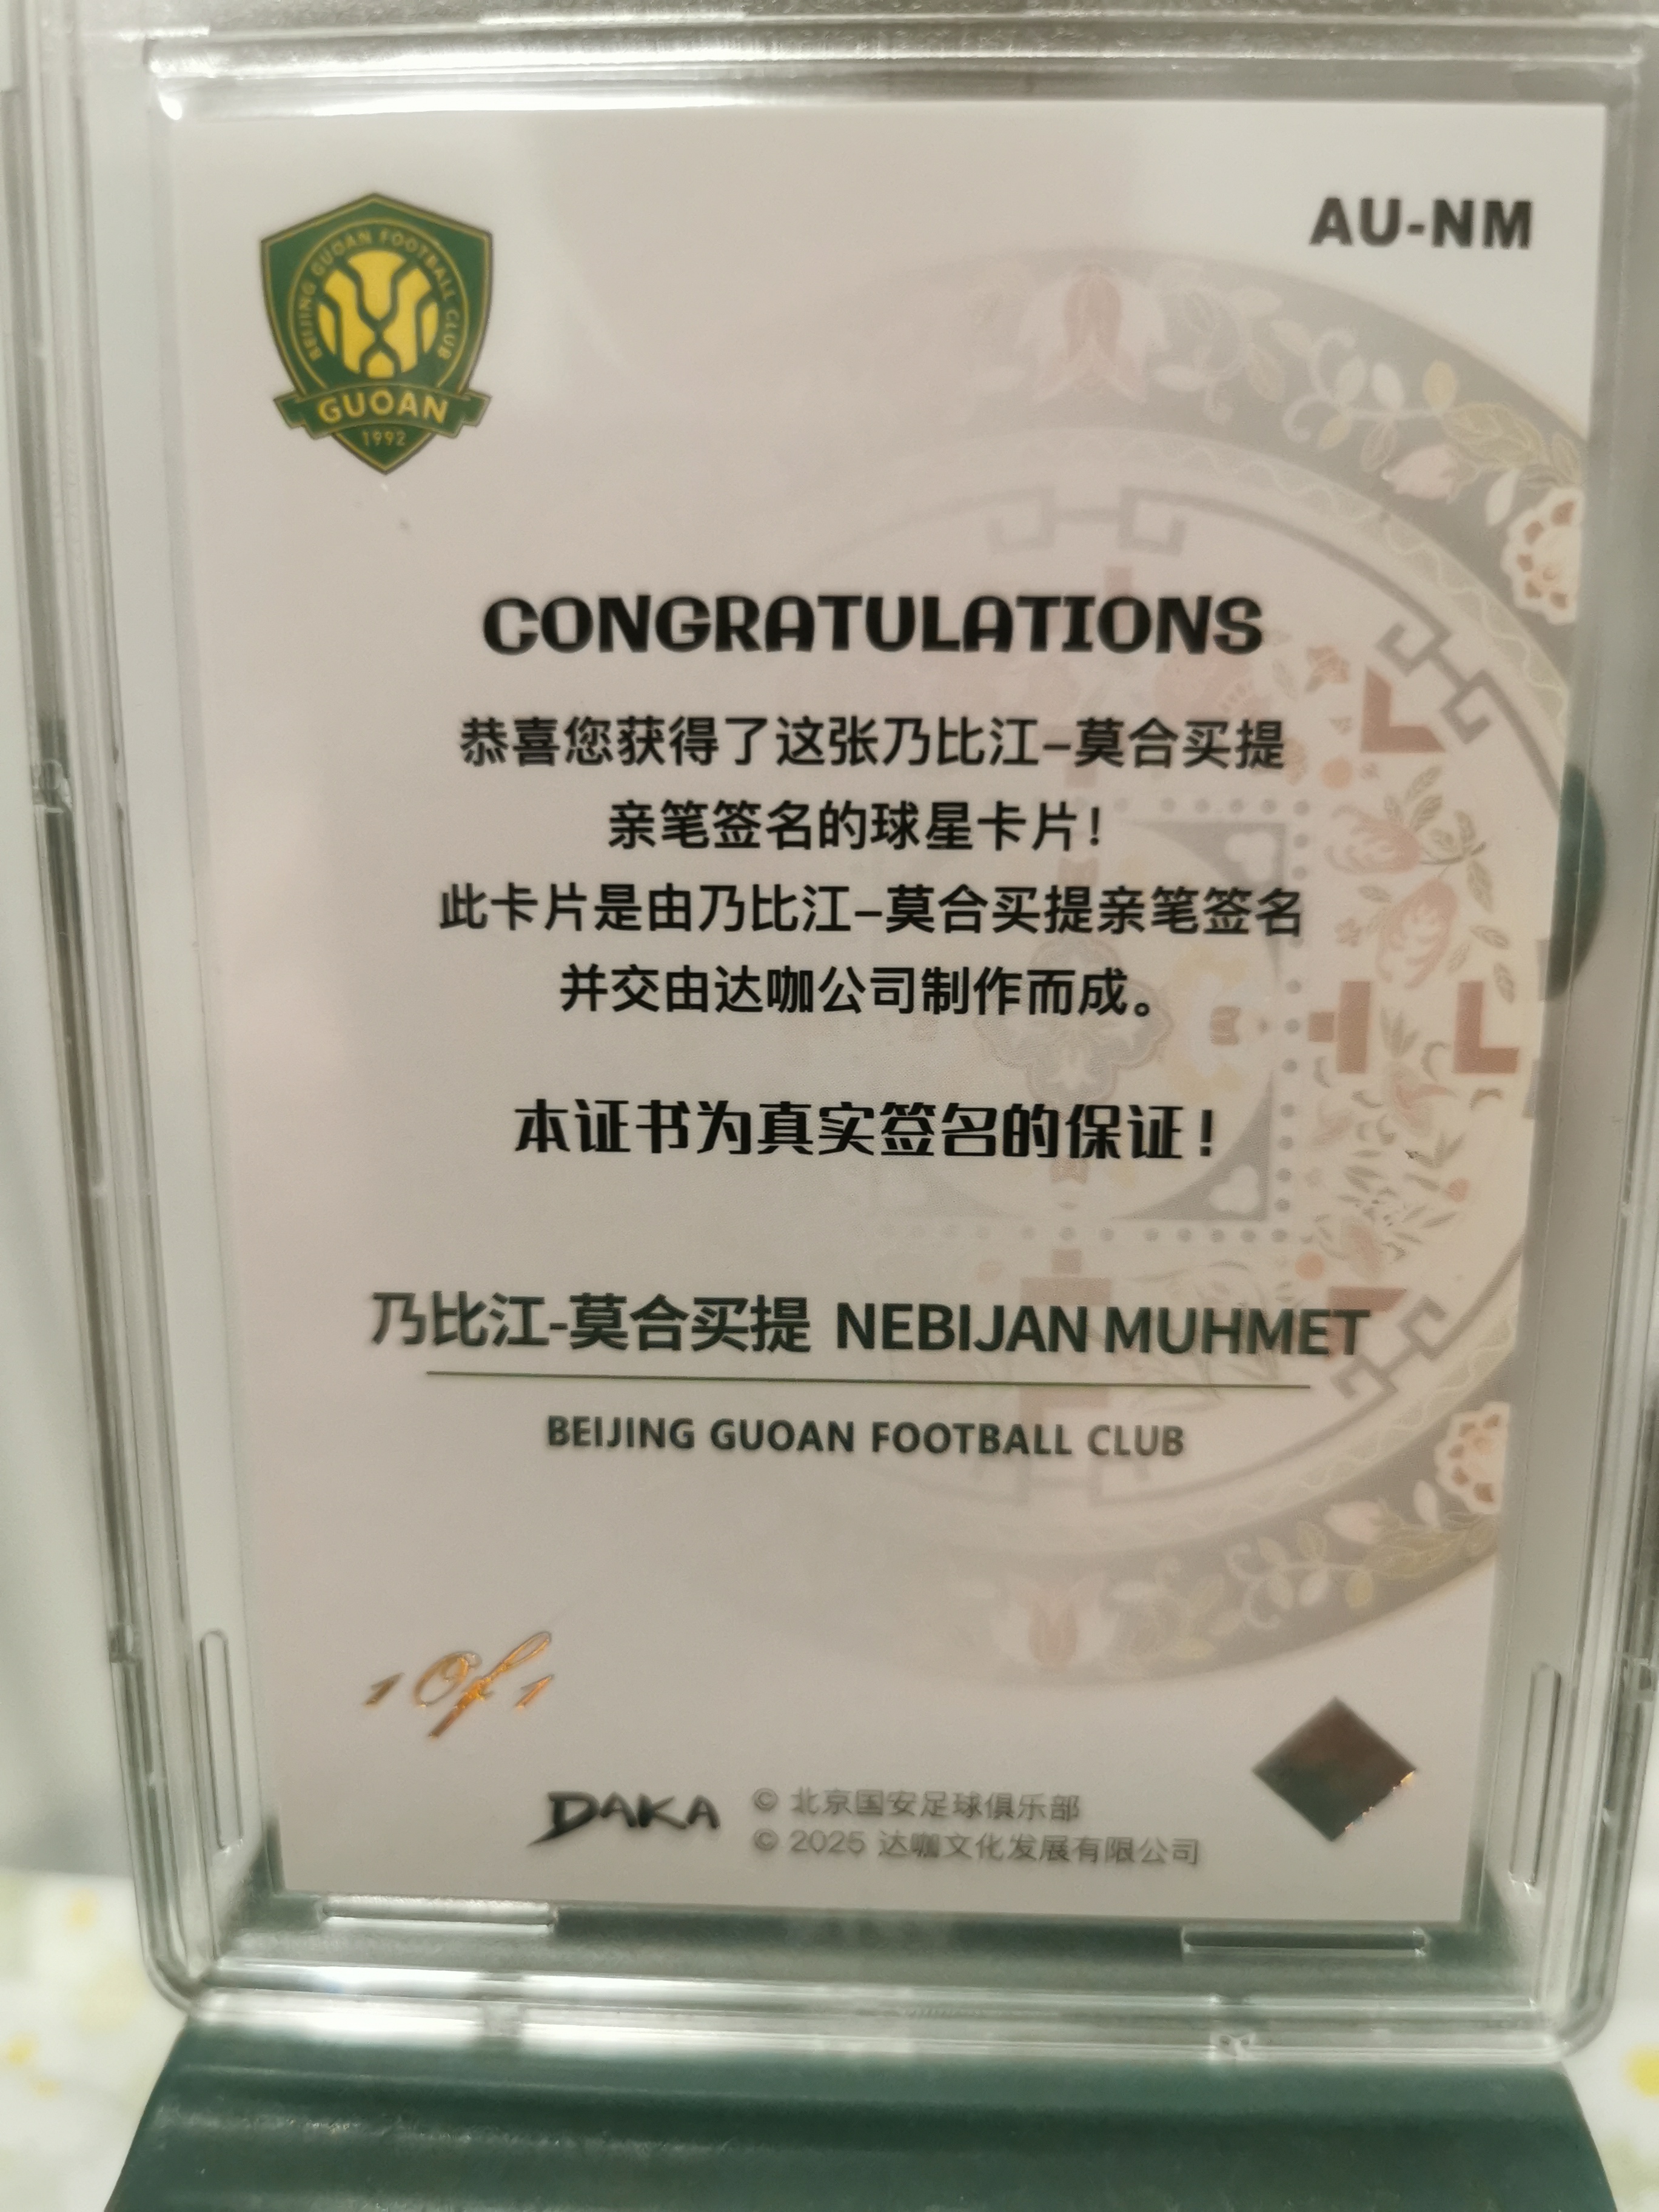 AU-NM
BEIJING GUOAN FOOTBALL CLUB
GUOAN
1992
CONGRATULATIONS
恭喜您获得了这张乃比江–莫合买提
亲笔签名的球星卡片！
此卡片是由乃比江–莫合买提亲笔签名
并交由达咖公司制作而成。
本证书为真实签名的保证！
乃比江-莫合买提 NEBIJAN MUHMET
BEIJING GUOAN FOOTBALL CLUB
1 Of 1
DAKA
© 北京国安足球俱乐部
© 2025 达咖文化发展有限公司